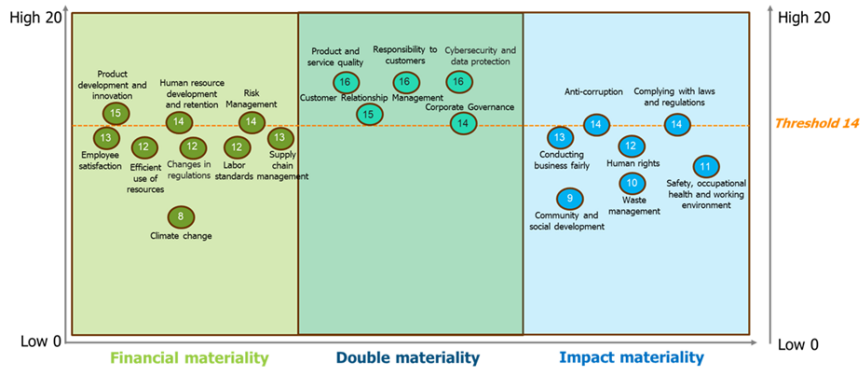 High 20
High 20
Product
development and
innovation
15
Human resource
development
and retention
14
Risk
Management
14
13
Employee
satisfaction
12
Efficient
use of
resources
12
Changes in
regulations
12
Labor
standards
13
Supply
chain
management
8
Climate change
Product and
service quality
16
Responsibility to
customers
16
Cybersecurity and
data protection
16
Customer Relationship Management
15
Corporate Governance
14
Anti-corruption
14
Complying with laws
and regulations
14
Threshold 14
13
Conducting
business fairly
12
Human rights
11
Safety, occupational
health and working
environment
10
Waste
management
9
Community and
social development
Low 0
Low 0
Financial materiality
Double materiality
Impact materiality